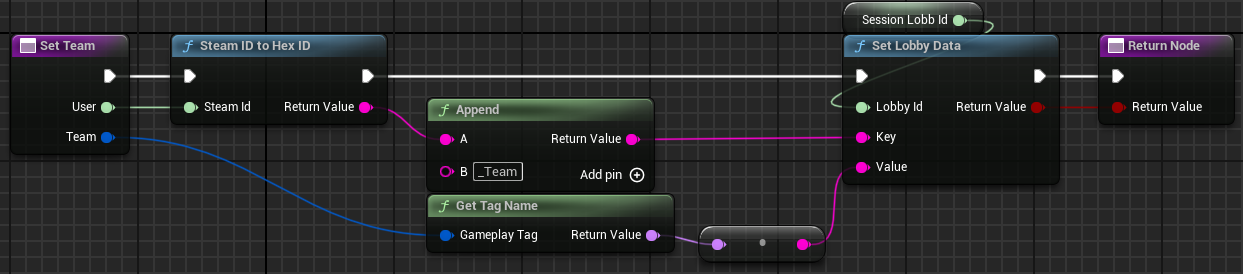 Session Lobb Id
Set Team
Steam ID to Hex ID
Set Lobby Data
Return Node
User
Steam Id
Return Value
Lobby Id
Return Value
Return Value
Append
Team
A
Return Value
Key
B
_Team
Add pin
Value
Get Tag Name
Gameplay Tag
Return Value